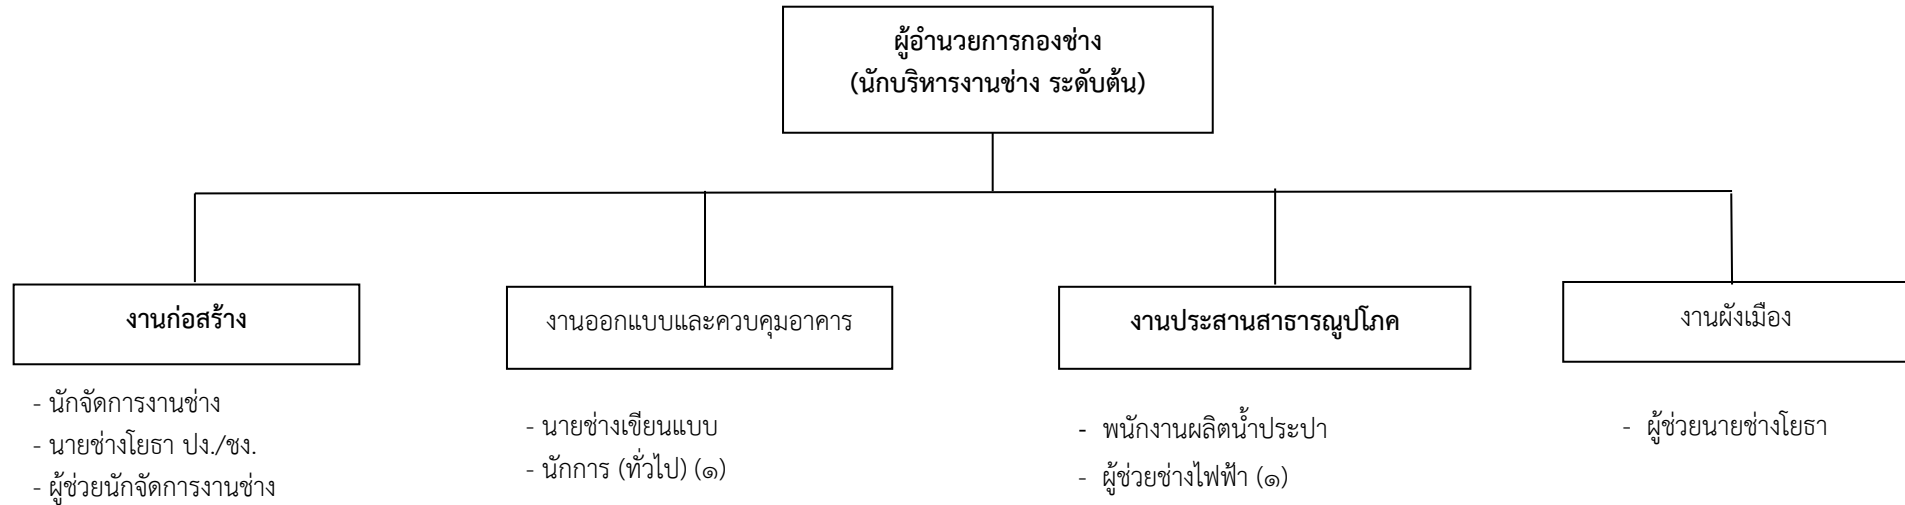 ผู้อำนวยการกองช่าง
(นักบริหารงานช่าง ระดับต้น)
งานก่อสร้าง
- นักจัดการงานช่าง
- นายช่างโยธา ปง./ชง.
- ผู้ช่วยนักจัดการงานช่าง
งานออกแบบและควบคุมอาคาร
- นายช่างเขียนแบบ
- นักการ (ทั่วไป) (๑)
งานประสานสาธารณูปโภค
- พนักงานผลิตน้ำประปา
- ผู้ช่วยช่างไฟฟ้า (๑)
งานผังเมือง
- ผู้ช่วยนายช่างโยธา